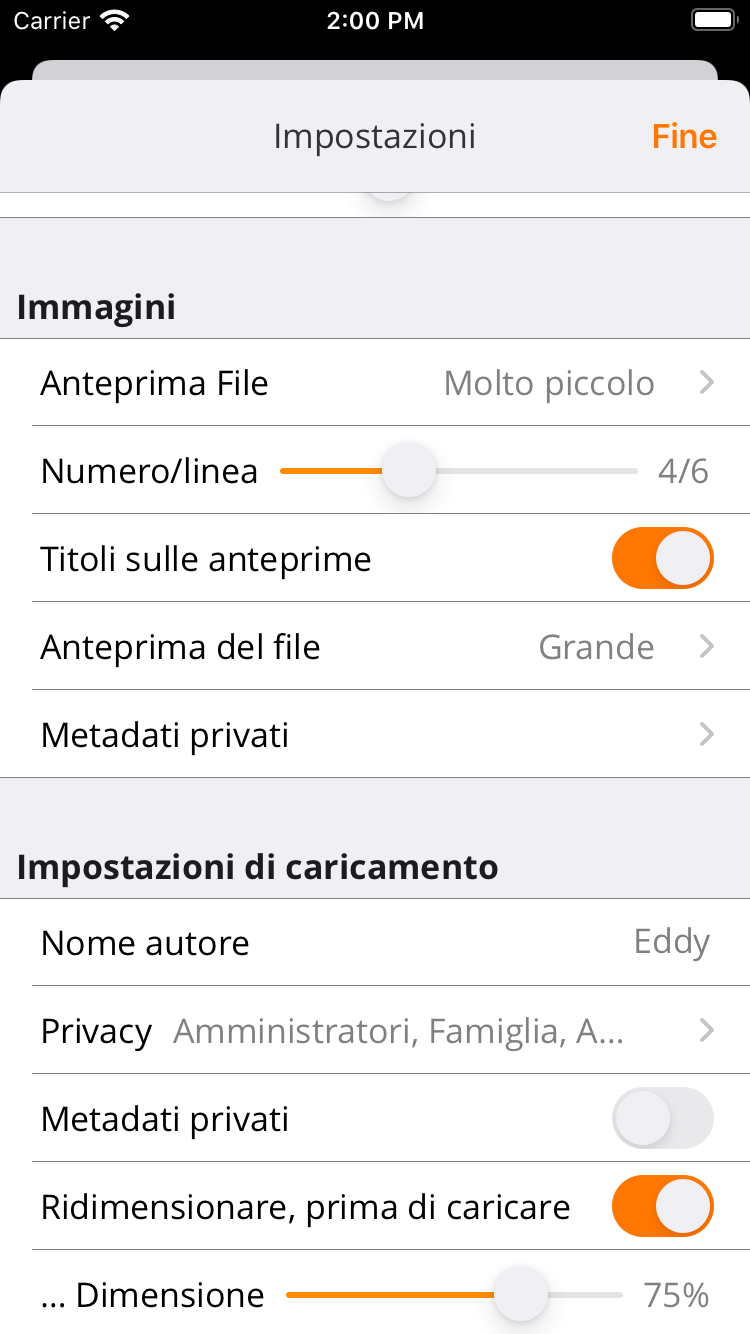 Carrier 2:00 PM
Impostazioni Fine
Immagini
Anteprima File Molto piccolo
Numero/linea 4/6
Titoli sulle anteprime
Anteprima del file Grande
Metadati privati
Impostazioni di caricamento
Nome autore Eddy
Privacy Amministratori, Famiglia, A...
Metadati privati
Ridimensionare, prima di caricare
... Dimensione 75%